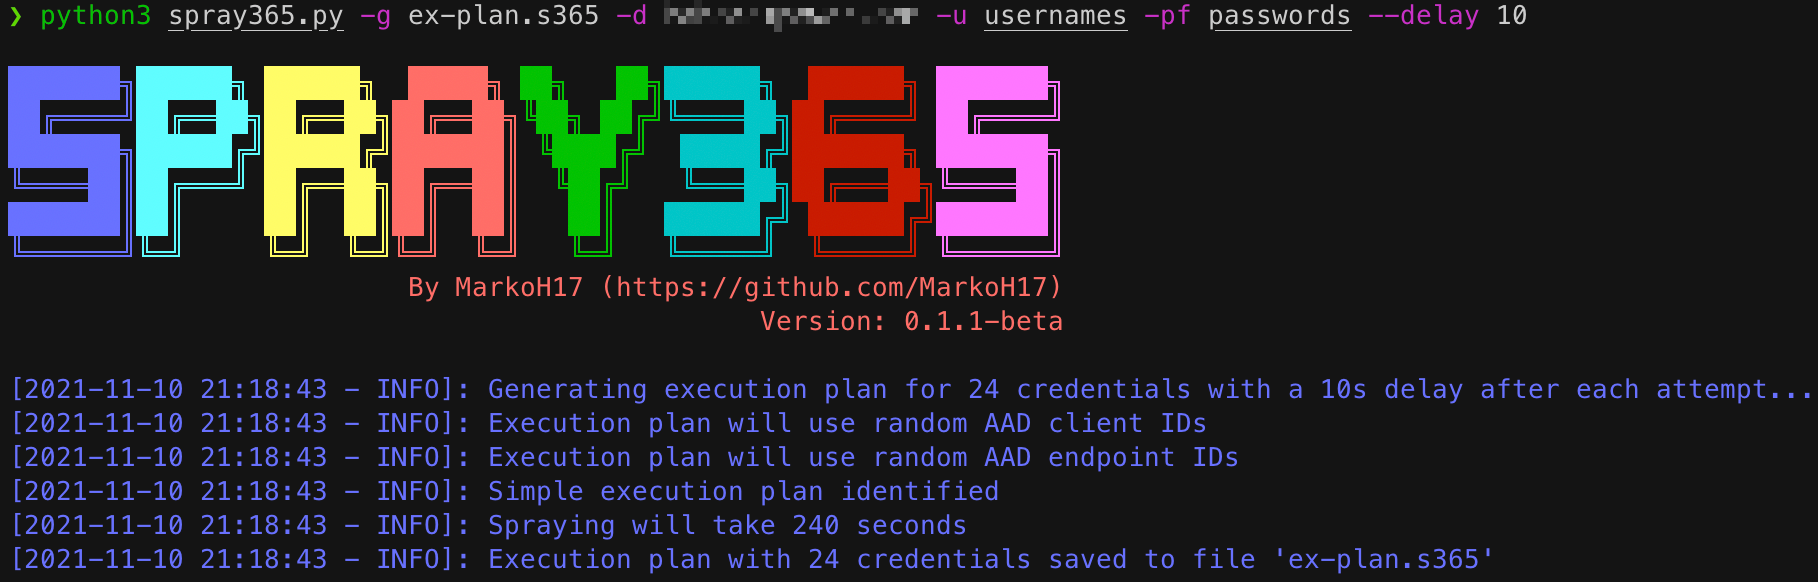 ❯ python3 spray365.py -g ex-plan.s365 -d -u usernames -pf passwords --delay 10
SPRAY365
By MarkoH17 (https://github.com/MarkoH17)
Version: 0.1.1-beta
[2021-11-10 21:18:43 - INFO]: Generating execution plan for 24 credentials with a 10s delay after each attempt...
[2021-11-10 21:18:43 - INFO]: Execution plan will use random AAD client IDs
[2021-11-10 21:18:43 - INFO]: Execution plan will use random AAD endpoint IDs
[2021-11-10 21:18:43 - INFO]: Simple execution plan identified
[2021-11-10 21:18:43 - INFO]: Spraying will take 240 seconds
[2021-11-10 21:18:43 - INFO]: Execution plan with 24 credentials saved to file 'ex-plan.s365'